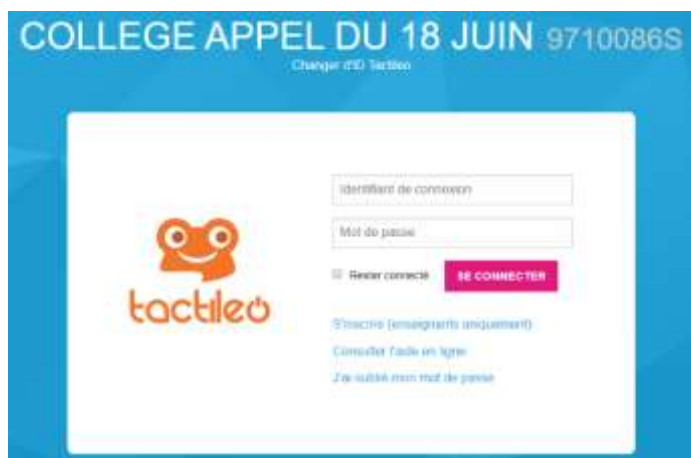 COLLEGE APPEL DU 18 JUIN 9710086S
Changer d'ID Tactileo
Identifiant de connexion
Mot de passe
Rester connecté SE CONNECTER
tactileo
S'inscrire (enseignants uniquement)
Consulter l'aide en ligne
J'ai oublié mon mot de passe